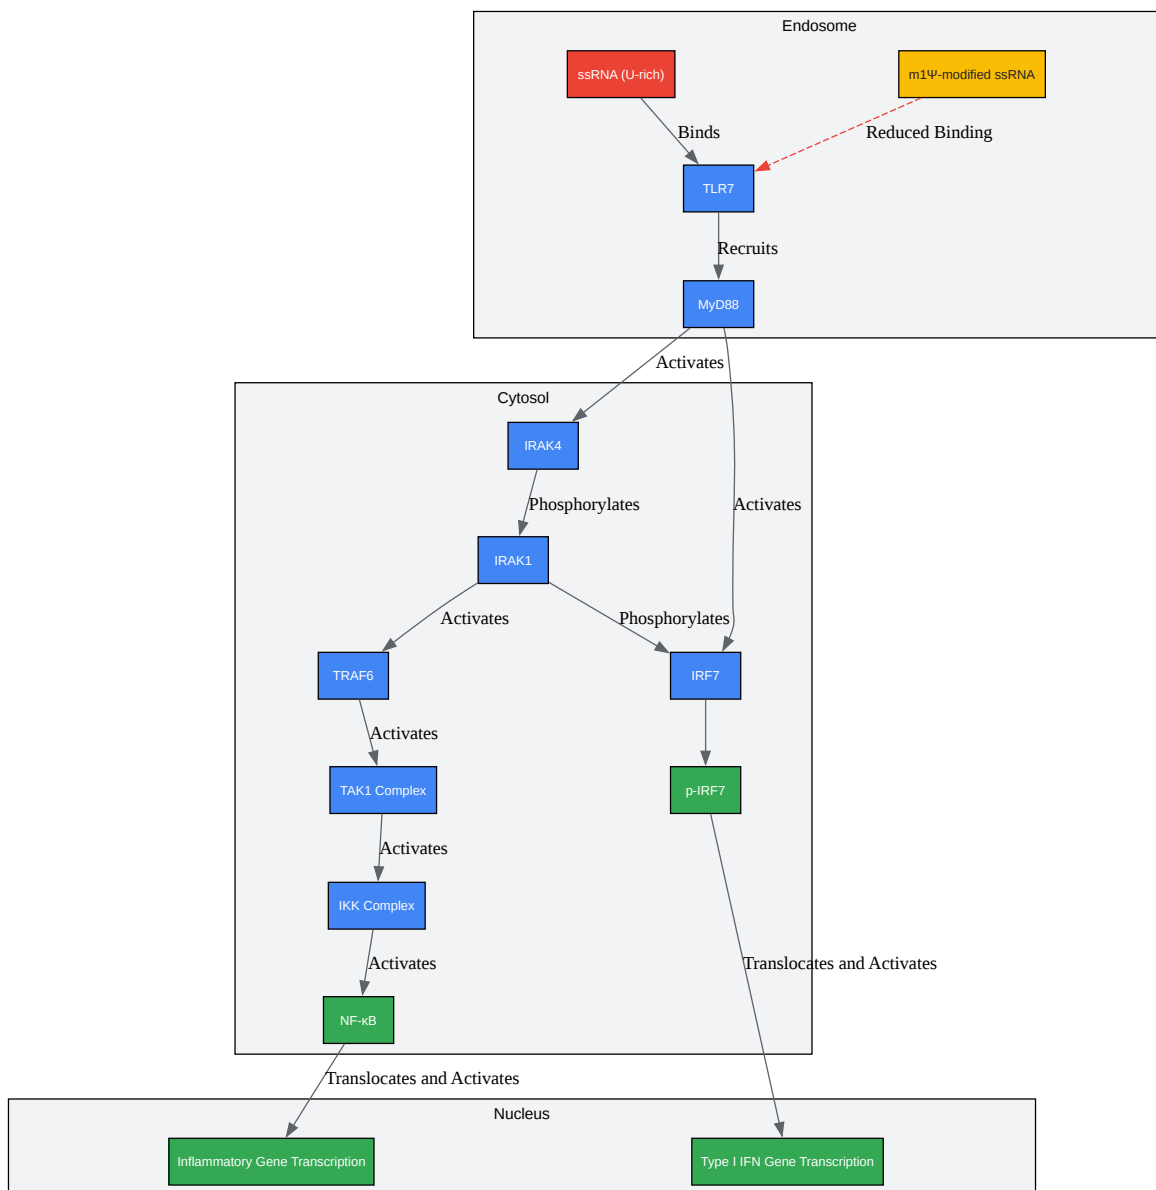 Endosome
ssRNA (U-rich)
m1Ψ-modified ssRNA
Binds
Reduced Binding
TLR7
Recruits
MyD88
Activates
Cytosol
IRAK4
Phosphorylates
Activates
IRAK1
Activates
Phosphorylates
TRAF6
IRF7
Activates
TAK1 Complex
p-IRF7
Activates
IKK Complex
Activates
Translocates and Activates
NF-κB
Translocates and Activates
Nucleus
Inflammatory Gene Transcription
Type I IFN Gene Transcription